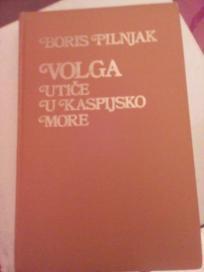 BORIS PILNJAK
VOLGA
UTIČE
U KASPIJSKO
MORE